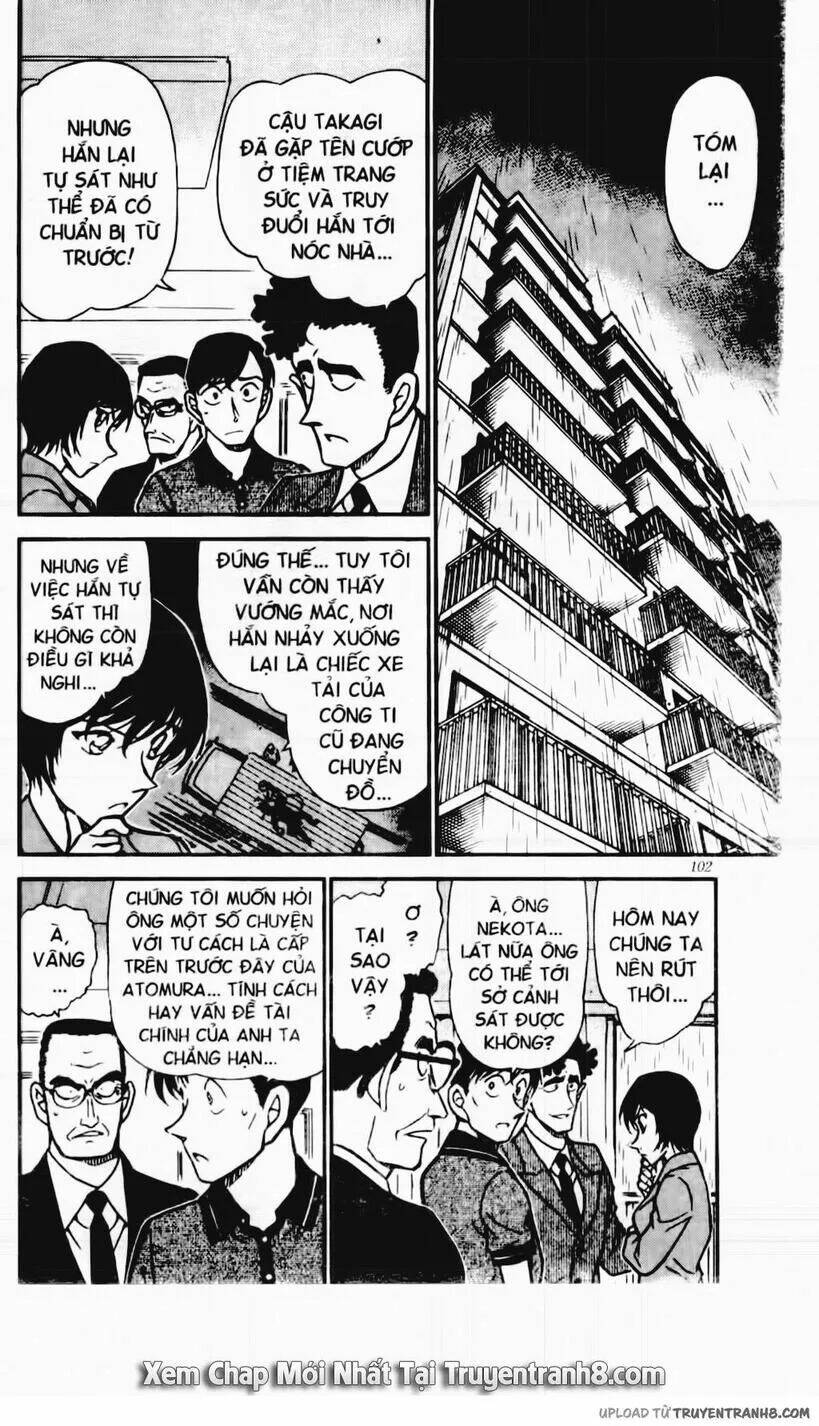 TÓM
LẠI
...
CẬU TAKAGI
ĐÃ GẶP TÊN CƯỚP
Ở TIỆM TRANG
SỨC VÀ TRUY
ĐUỔI HẮN TỚI
NÓC NHÀ...
NHƯNG
HẮN LẠI
TỰ SÁT NHƯ
THỂ ĐÃ CÓ
CHUẨN BỊ TỪ
TRƯỚC!
ĐÚNG THẾ... TUY TÔI
VẪN CÒN THẤY
VƯỚNG MẮC, NƠI
HẮN NHẢY XUỐNG
LẠI LÀ CHIẾC XE
TẢI CỦA
CÔNG TI
CŨ ĐANG
CHUYỂN
ĐỒ...
NHƯNG VỀ
VIỆC HẮN TỰ
SÁT THÌ
KHÔNG CÒN
ĐIỀU GÌ KHẢ
NGHI...
102
HÔM NAY
CHÚNG TA
NÊN RÚT
THÔI...
À, ÔNG
NEKOTA...
LÁT NỮA ÔNG
CÓ THỂ TỚI
SỞ CẢNH
SÁT ĐƯỢC
KHÔNG?
Ơ
?
TẠI
SAO
VẬY
?
CHÚNG TÔI MUỐN HỎI
ÔNG MỘT SỐ CHUYỆN
VỚI TƯ CÁCH LÀ CẤP
TRÊN TRƯỚC ĐÂY CỦA
ATOMURA... TÍNH CÁCH
HAY VẤN ĐỀ TÀI
CHÍNH CỦA ANH TA
CHẲNG HẠN...
À,
VÂNG
...
Xem Chap Mới Nhất Tại Truyentranh8.com
UPLOAD TỪ TRUYENTRANH8.COM